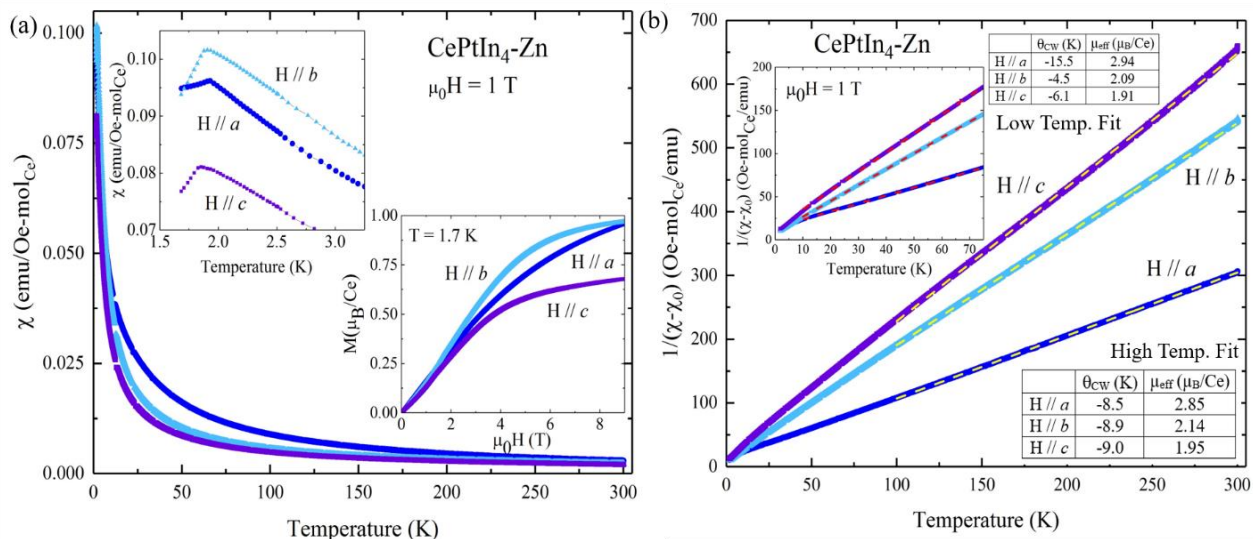 (a)
CePtIn4-Zn
μ0H = 1 T
χ (emu/Oe-molCe)
0.100
0.075
0.050
0.025
0.000
0 50 100 150 200 250 300
Temperature (K)
χ (emu/Oe-molCe)
0.10
0.09
0.08
0.07
H // b
H // a
H // c
1.5 2.0 2.5 3.0
Temperature (K)
T = 1.7 K
M(μB/Ce)
1.00
0.75
0.50
0.25
0.00
H // b
H // a
H // c
0 2 4 6 8
μ0H (T)
(b)
CePtIn4-Zn
1/(χ-χ0) (Oe-molCe/emu)
700
600
500
400
300
200
100
0
0 50 100 150 200 250 300
Temperature (K)
μ0H = 1 T
1/(χ-χ0) (Oe-molCe/emu)
200
150
100
50
0
0 10 20 30 40 50 60 70
Temperature (K)
θCW (K) μeff (μB/Ce)
H // a -15.5 2.94
H // b -4.5 2.09
H // c -6.1 1.91
Low Temp. Fit
H // c
H // b
H // a
High Temp. Fit
θCW (K) μeff (μB/Ce)
H // a -8.5 2.85
H // b -8.9 2.14
H // c -9.0 1.95